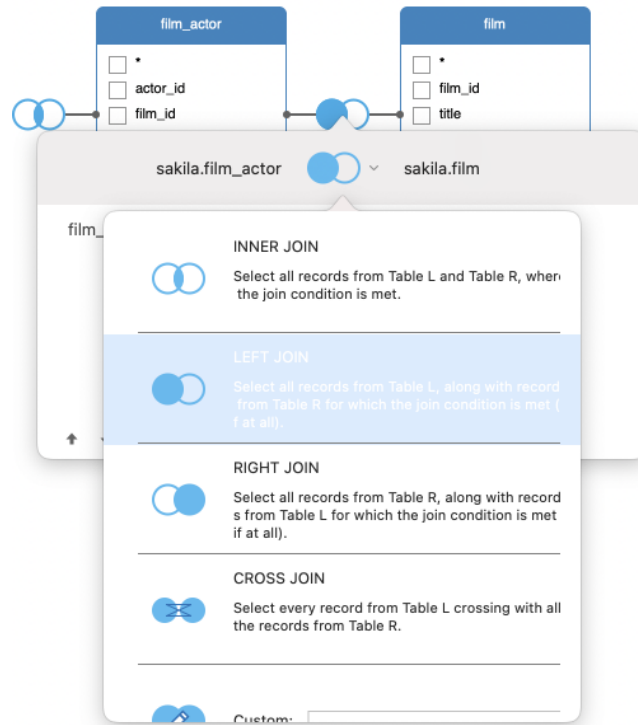 film_actor
film
*
*
actor_id
film_id
film_id
title
sakila.film_actor
sakila.film
film_
INNER JOIN
Select all records from Table L and Table R, where
the join condition is met.
LEFT JOIN
Select all records from Table L, along with record
from Table R for which the join condition is met (
f at all).
RIGHT JOIN
Select all records from Table R, along with record
s from Table L for which the join condition is met
if at all).
CROSS JOIN
Select every record from Table L crossing with all
the records from Table R.
Custom: